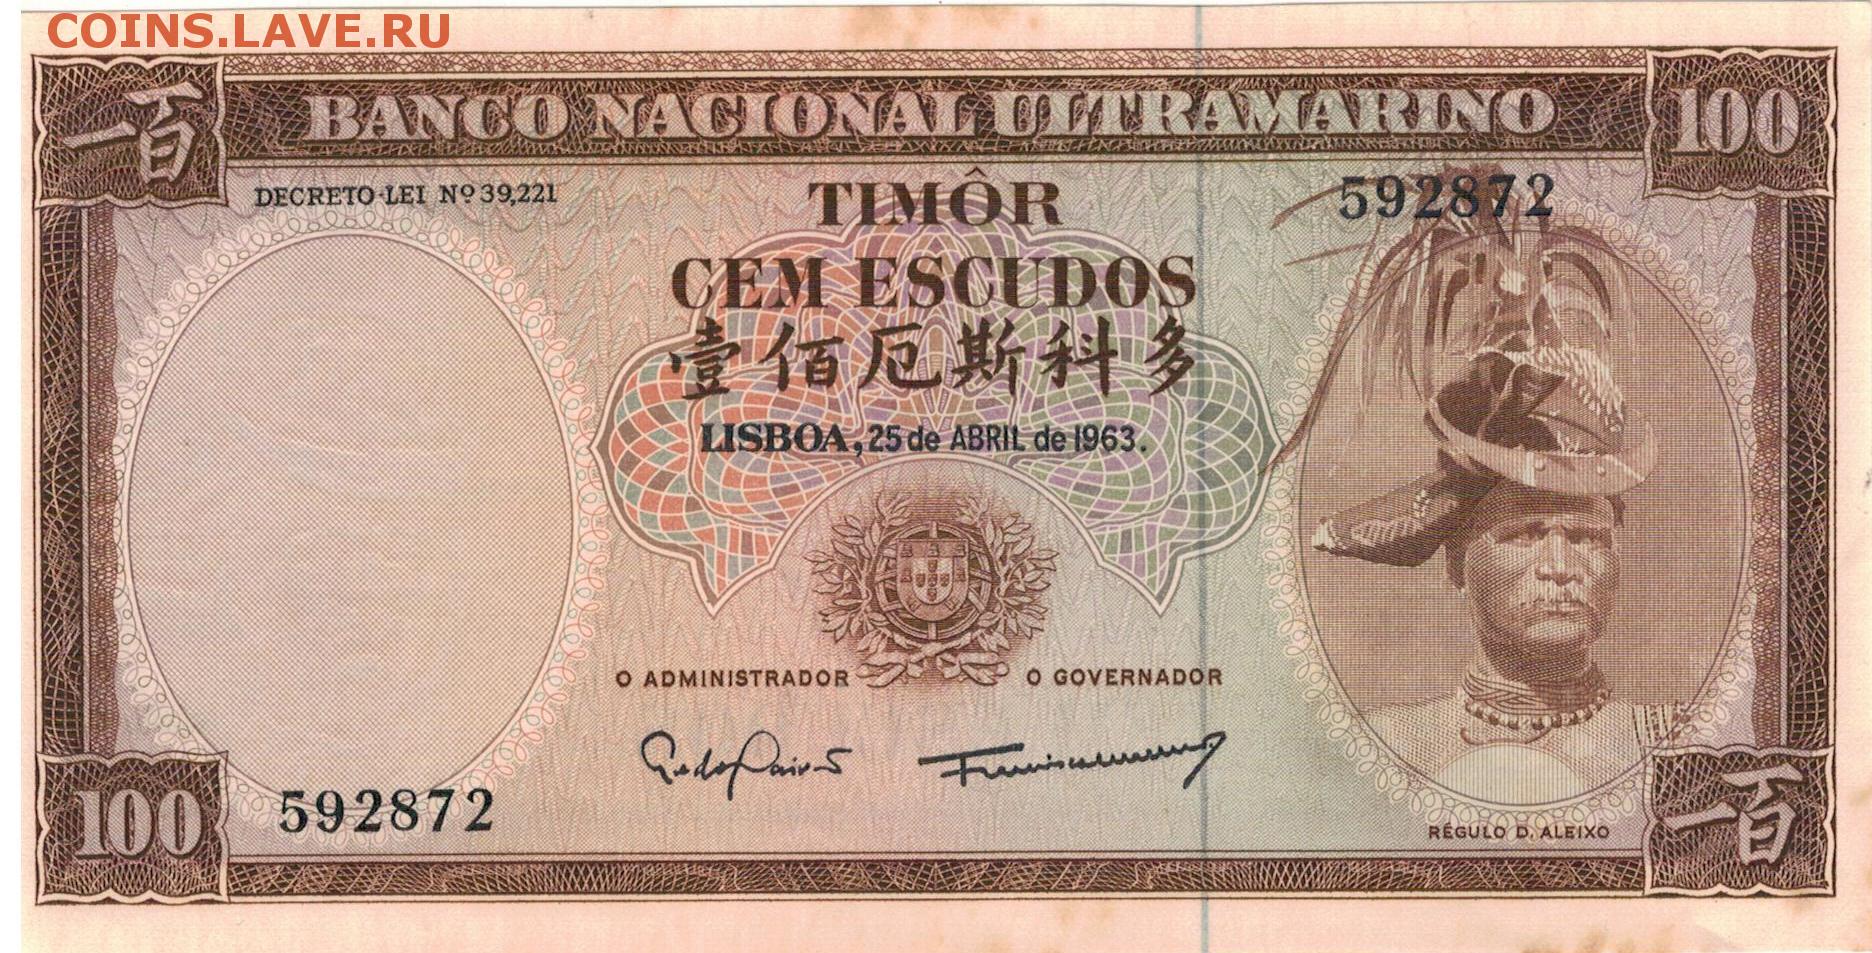 COINS.LAVE.RU
一百 BANCO NACIONAL ULTRAMARINO 100
DECRETO-LEI Nº 39,221
TIMÔR
592872
CEM ESCUDOS
壹佰厄斯科多
LISBOA, 25 de ABRIL de 1963.
O ADMINISTRADOR
O GOVERNADOR
100
592872
RÉGULO D. ALEIXO
一百